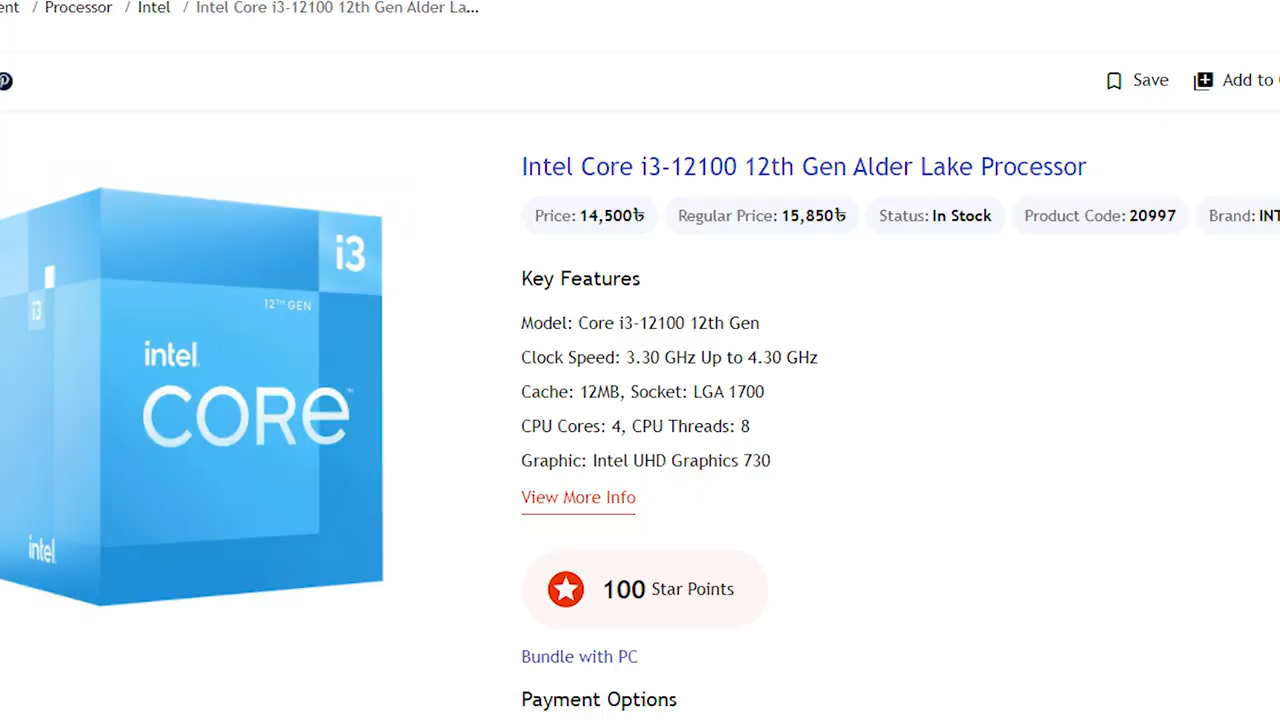 ent / Processor / Intel / Intel Core i3-12100 12th Gen Alder La...
Save
Add to
Intel Core i3-12100 12th Gen Alder Lake Processor
Price: 14,500৳ Regular Price: 15,850৳ Status: In Stock Product Code: 20997 Brand: INT
Key Features
Model: Core i3-12100 12th Gen
Clock Speed: 3.30 GHz Up to 4.30 GHz
Cache: 12MB, Socket: LGA 1700
CPU Cores: 4, CPU Threads: 8
Graphic: Intel UHD Graphics 730
View More Info
100 Star Points
Bundle with PC
Payment Options
i3
12TH GEN
intel.
CORE™
i3
intel.